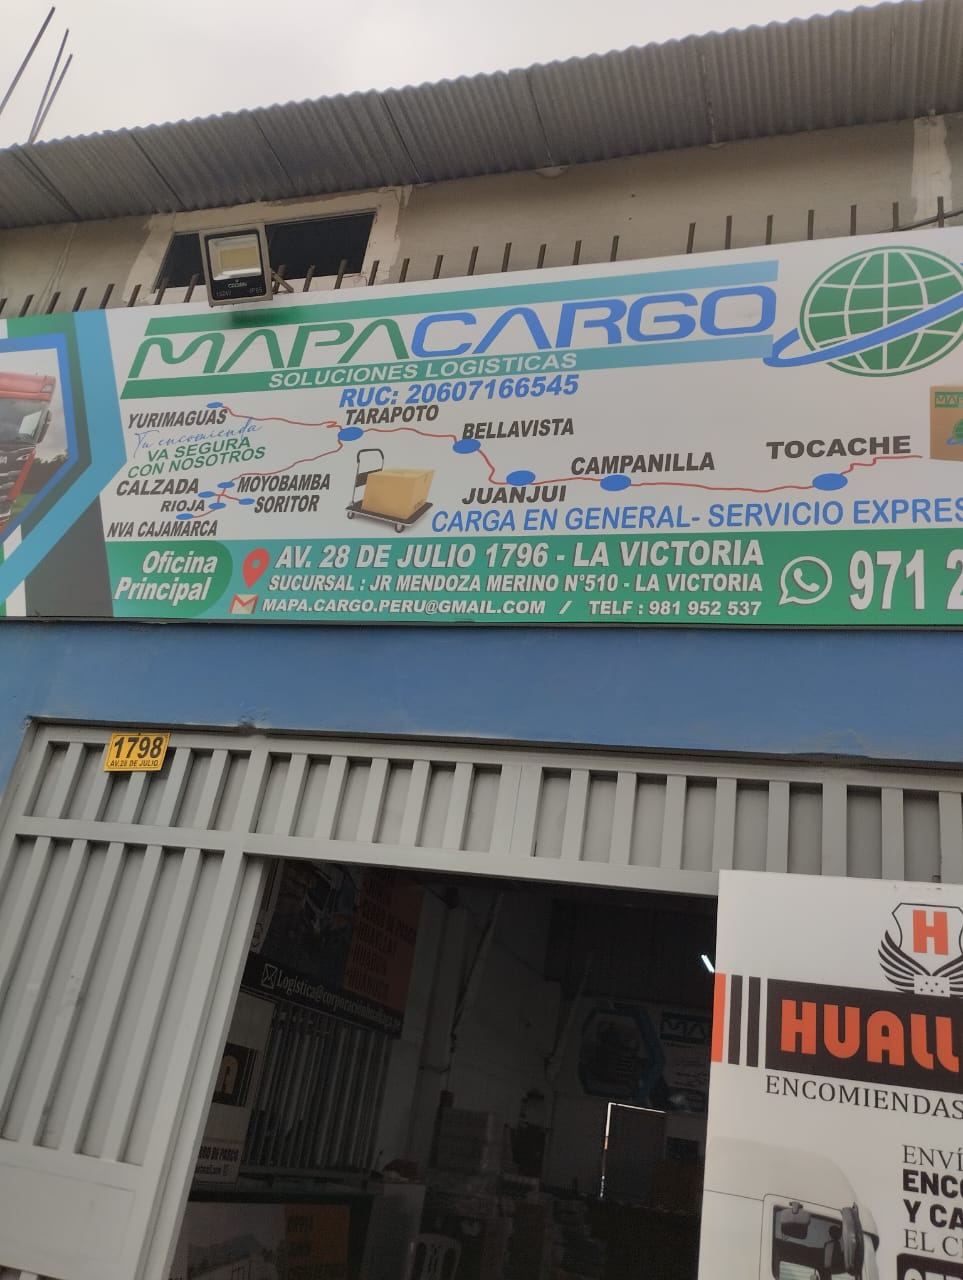 MAPACARGO
SOLUCIONES LOGISTICAS
RUC: 20607166545
YURIMAGUAS
TARAPOTO
BELLAVISTA
Tu encomienda
VA SEGURA
CON NOSOTROS
TOCACHE
CAMPANILLA
JUANJUI
CALZADA
MOYOBAMBA
RIOJA
SORITOR
NVA CAJAMARCA
CARGA EN GENERAL- SERVICIO EXPRES
Oficina
Principal
AV. 28 DE JULIO 1796 - LA VICTORIA
SUCURSAL : JR MENDOZA MERINO N°510 - LA VICTORIA
MAPA.CARGO.PERU@GMAIL.COM / TELF : 981 952 537
971 2
1798
AV.28 DE JULIO
H
HUALL
ENCOMIENDAS
ENVÍ
ENCO
Y CA
EL C